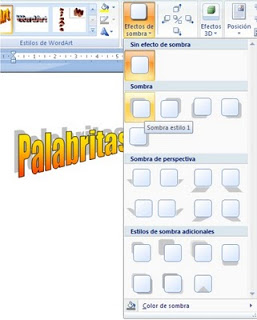 Efectos de sombra
Efectos 3D
Posición
WordArt
Estilos de WordArt
Sin efecto de sombra
Sombra
Sombra estilo 1
Palabritas
Sombra de perspectiva
Estilos de sombra adicionales
Color de sombra